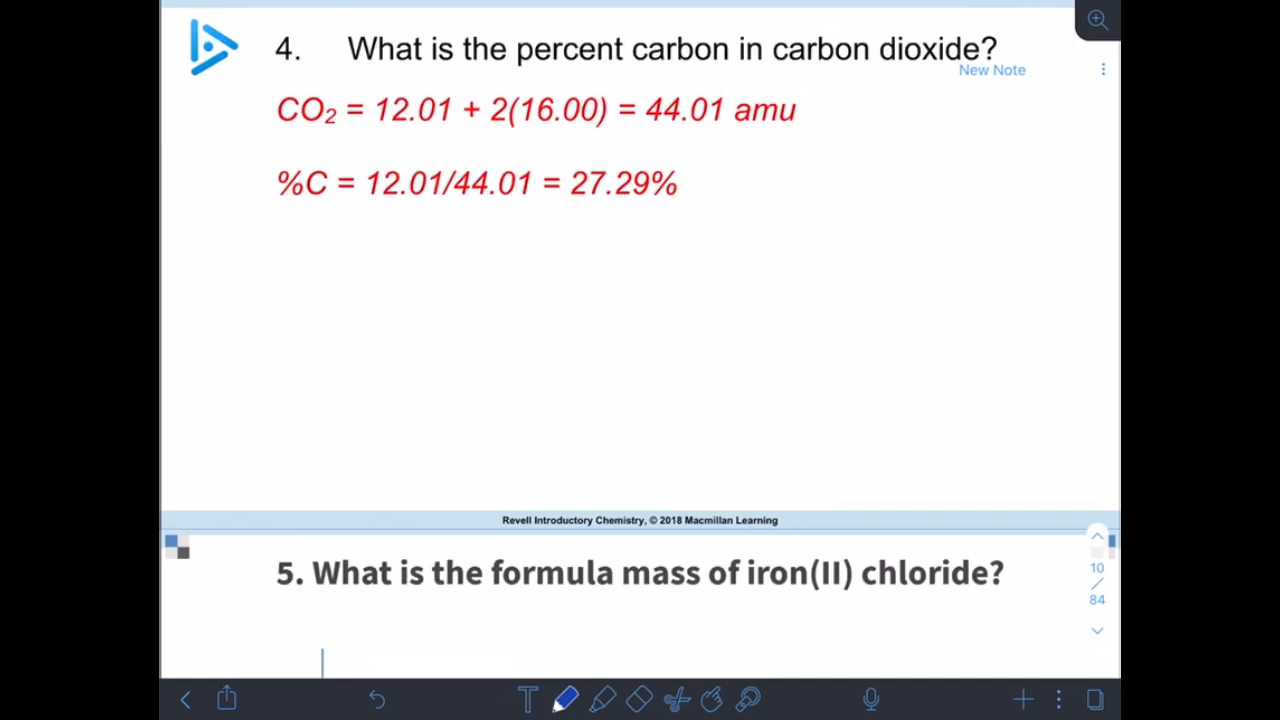 4. What is the percent carbon in carbon dioxide?
New Note
CO₂ = 12.01 + 2(16.00) = 44.01 amu
%C = 12.01/44.01 = 27.29%
Revell Introductory Chemistry, © 2018 Macmillan Learning
5. What is the formula mass of iron(II) chloride?
10
/
84